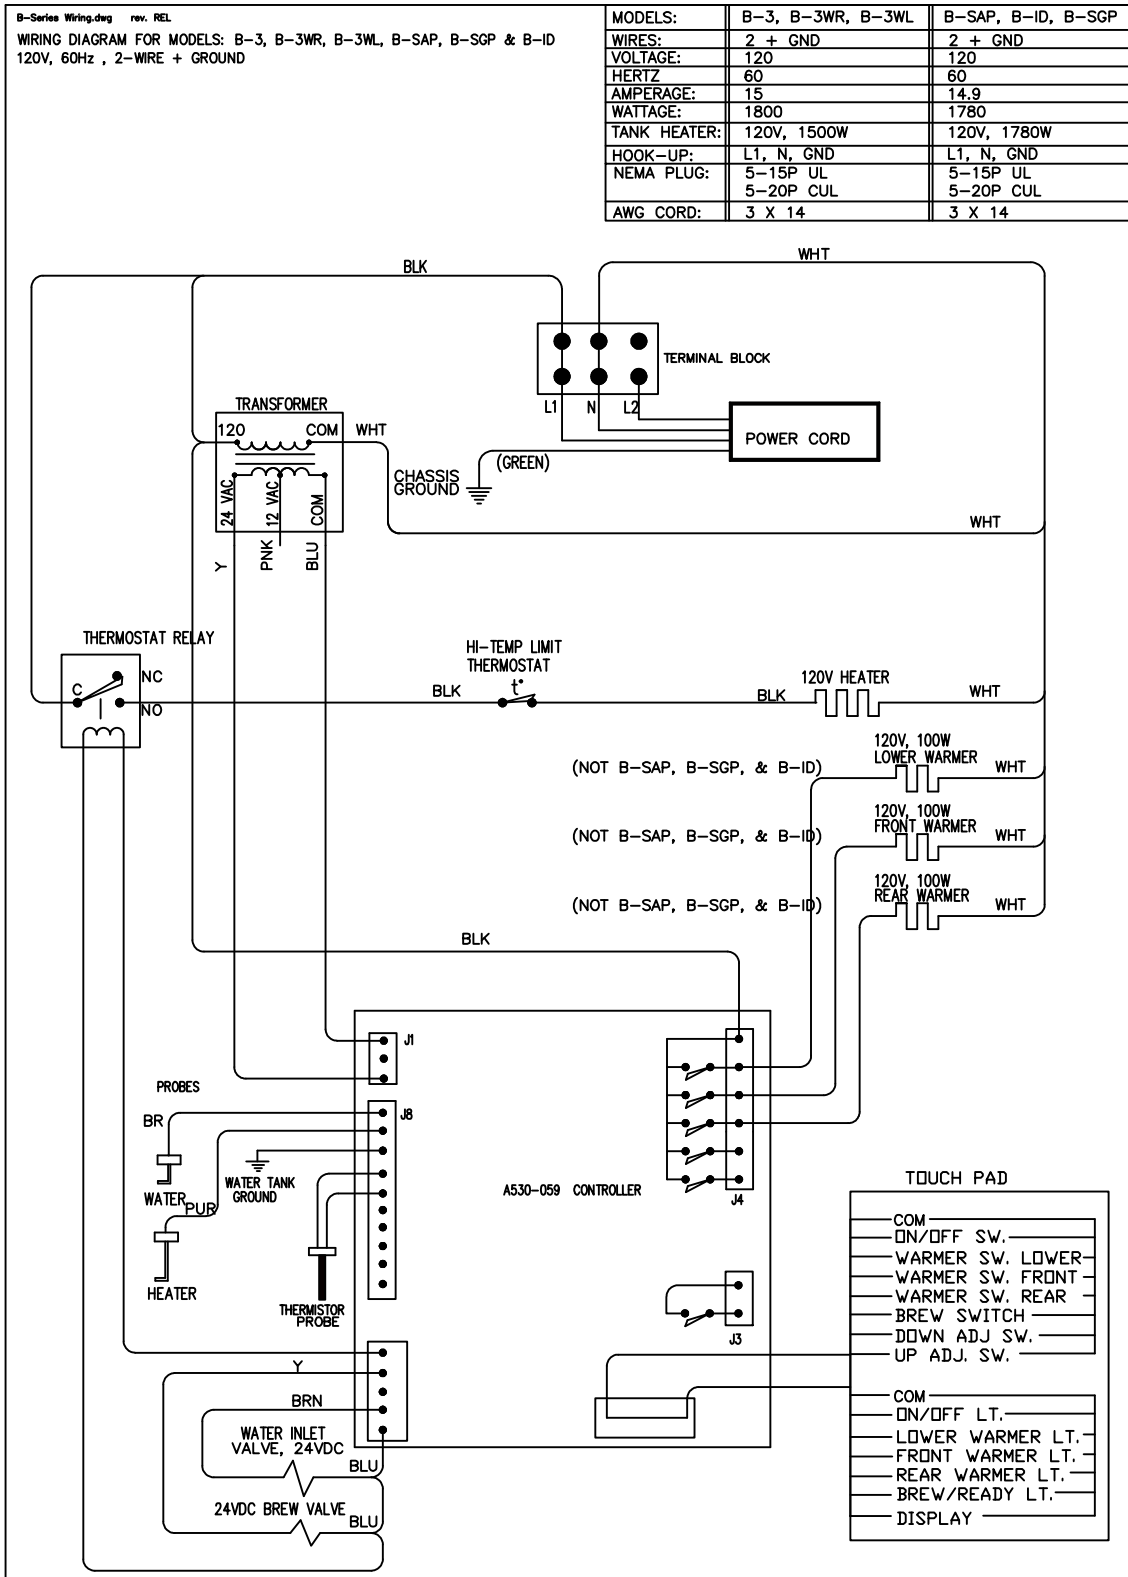 B-Series Wiring.dwg rev. REL
WIRING DIAGRAM FOR MODELS: B-3, B-3WR, B-3WL, B-SAP, B-SGP & B-ID
120V, 60Hz , 2-WIRE + GROUND
MODELS: B-3, B-3WR, B-3WL B-SAP, B-ID, B-SGP
WIRES: 2 + GND 2 + GND
VOLTAGE: 120 120
HERTZ 60 60
AMPERAGE: 15 14.9
WATTAGE: 1800 1780
TANK HEATER: 120V, 1500W 120V, 1780W
HOOK-UP: L1, N, GND L1, N, GND
NEMA PLUG: 5-15P UL 5-15P UL
5-20P CUL 5-20P CUL
AWG CORD: 3 X 14 3 X 14
WHT
BLK
TERMINAL BLOCK
L1 N L2
POWER CORD
(GREEN)
CHASSIS
GROUND
TRANSFORMER
120 COM WHT
24 VAC
12 VAC
COM
Y
PNK
BLU
WHT
THERMOSTAT RELAY
C
NC
NO
HI-TEMP LIMIT
THERMOSTAT
t°
BLK
120V HEATER
BLK
WHT
120V, 100W
LOWER WARMER
(NOT B-SAP, B-SGP, & B-ID)
WHT
120V, 100W
FRONT WARMER
(NOT B-SAP, B-SGP, & B-ID)
WHT
120V, 100W
REAR WARMER
(NOT B-SAP, B-SGP, & B-ID)
WHT
BLK
J1
PROBES
BR
J8
WATER
PUR
WATER TANK
GROUND
HEATER
THERMISTOR
PROBE
A530-059 CONTROLLER
J4
J3
TOUCH PAD
COM
ON/OFF SW.
WARMER SW. LOWER
WARMER SW. FRONT
WARMER SW. REAR
BREW SWITCH
DOWN ADJ SW.
UP ADJ. SW.
COM
ON/OFF LT.
LOWER WARMER LT.
FRONT WARMER LT.
REAR WARMER LT.
BREW/READY LT.
DISPLAY
Y
BRN
WATER INLET
VALVE, 24VDC
BLU
24VDC BREW VALVE
BLU